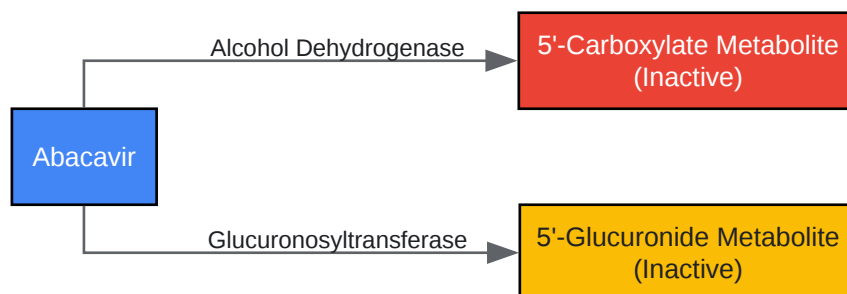 Alcohol Dehydrogenase
5'-Carboxylate Metabolite
(Inactive)
Abacavir
Glucuronosyltransferase
5'-Glucuronide Metabolite
(Inactive)